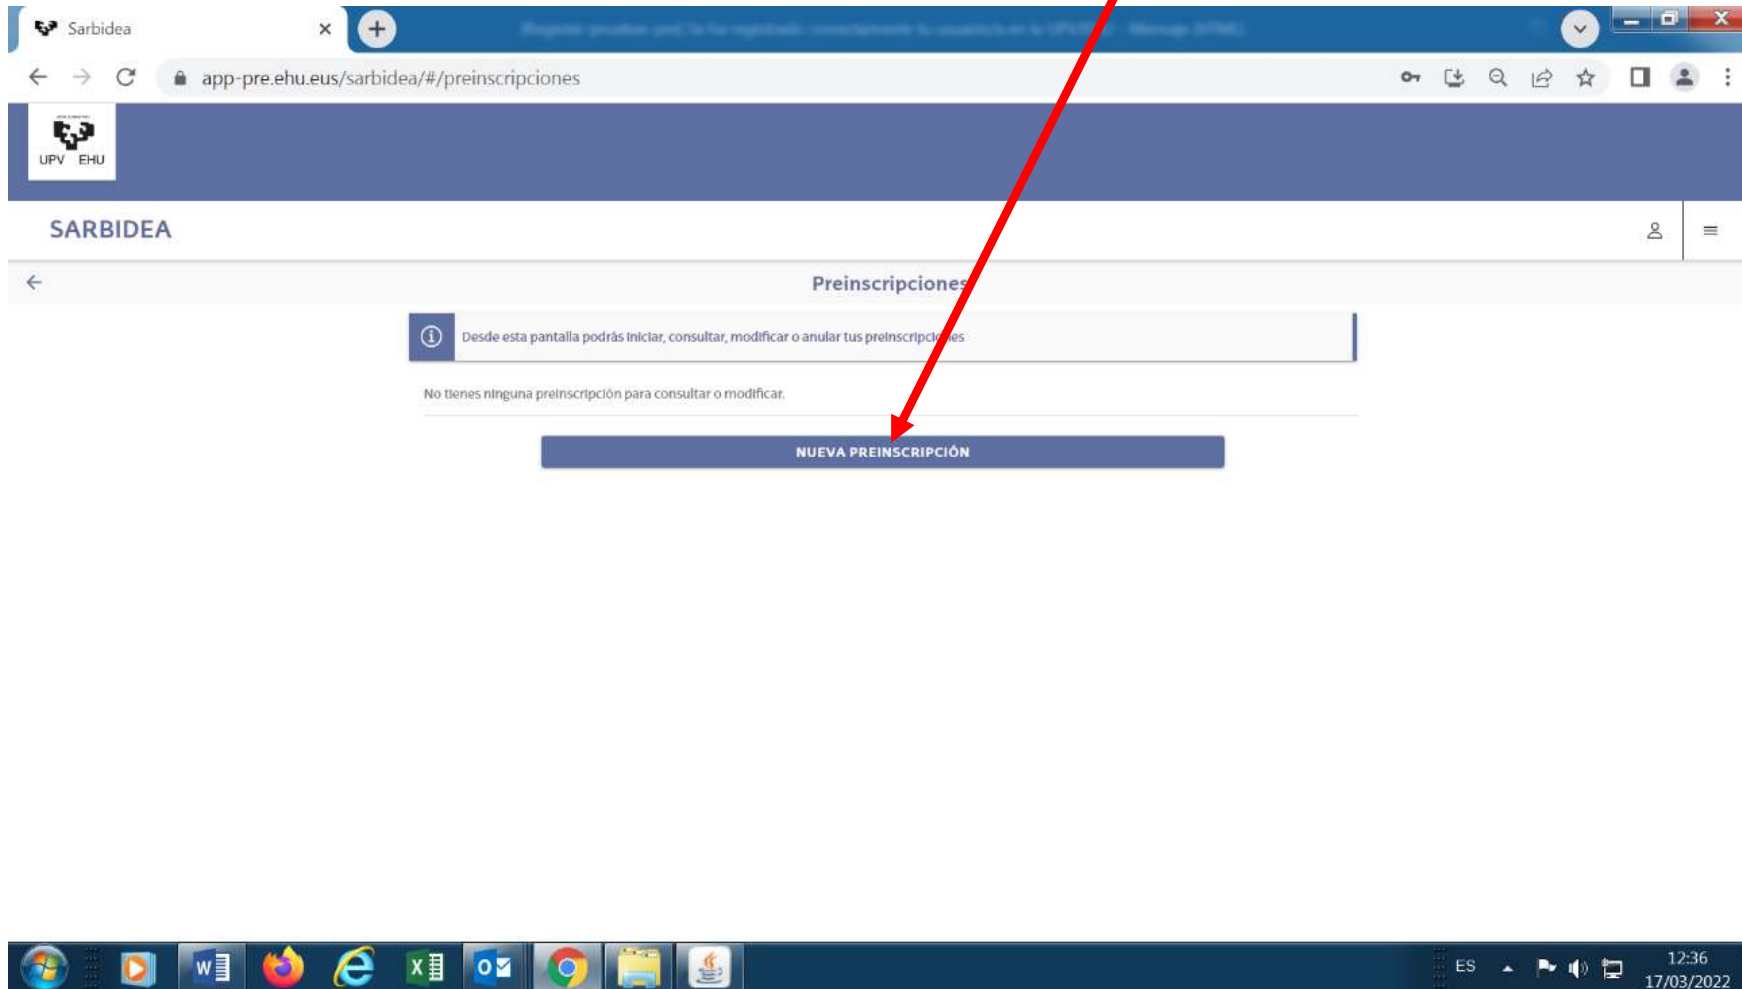 Sarbidea
app-pre.ehu.eus/sarbidea/#/preinscripciones
UPV EHU
SARBIDEA
Preinscripciones
Desde esta pantalla podrás iniciar, consultar, modificar o anular tus preinscripciones
No tienes ninguna preinscripción para consultar o modificar.
NUEVA PREINSCRIPCIÓN
ES
12:36
17/03/2022